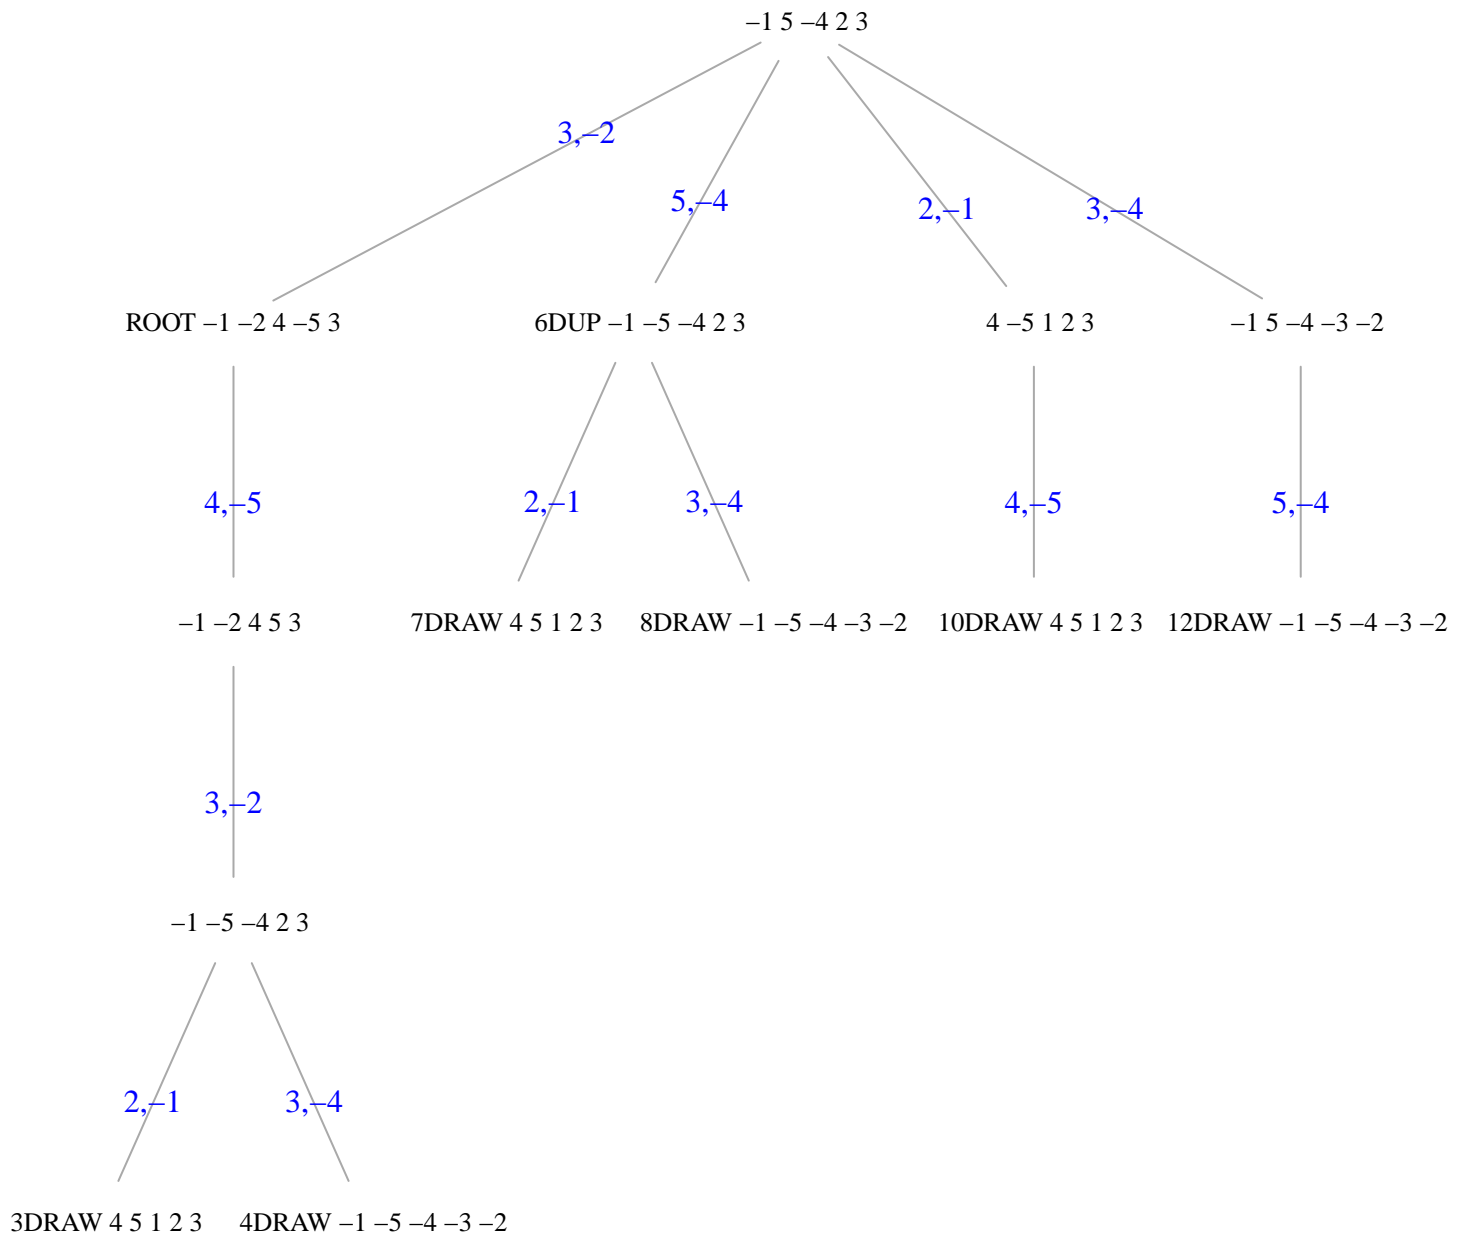 –1 5 –4 2 3
3,–2
5,–4
2,–1
3,–4
ROOT –1 –2 4 –5 3
6DUP –1 –5 –4 2 3
4 –5 1 2 3
–1 5 –4 –3 –2
4,–5
2,–1
3,–4
4,–5
5,–4
–1 –2 4 5 3
7DRAW 4 5 1 2 3
8DRAW –1 –5 –4 –3 –2
10DRAW 4 5 1 2 3
12DRAW –1 –5 –4 –3 –2
3,–2
–1 –5 –4 2 3
2,–1
3,–4
3DRAW 4 5 1 2 3
4DRAW –1 –5 –4 –3 –2